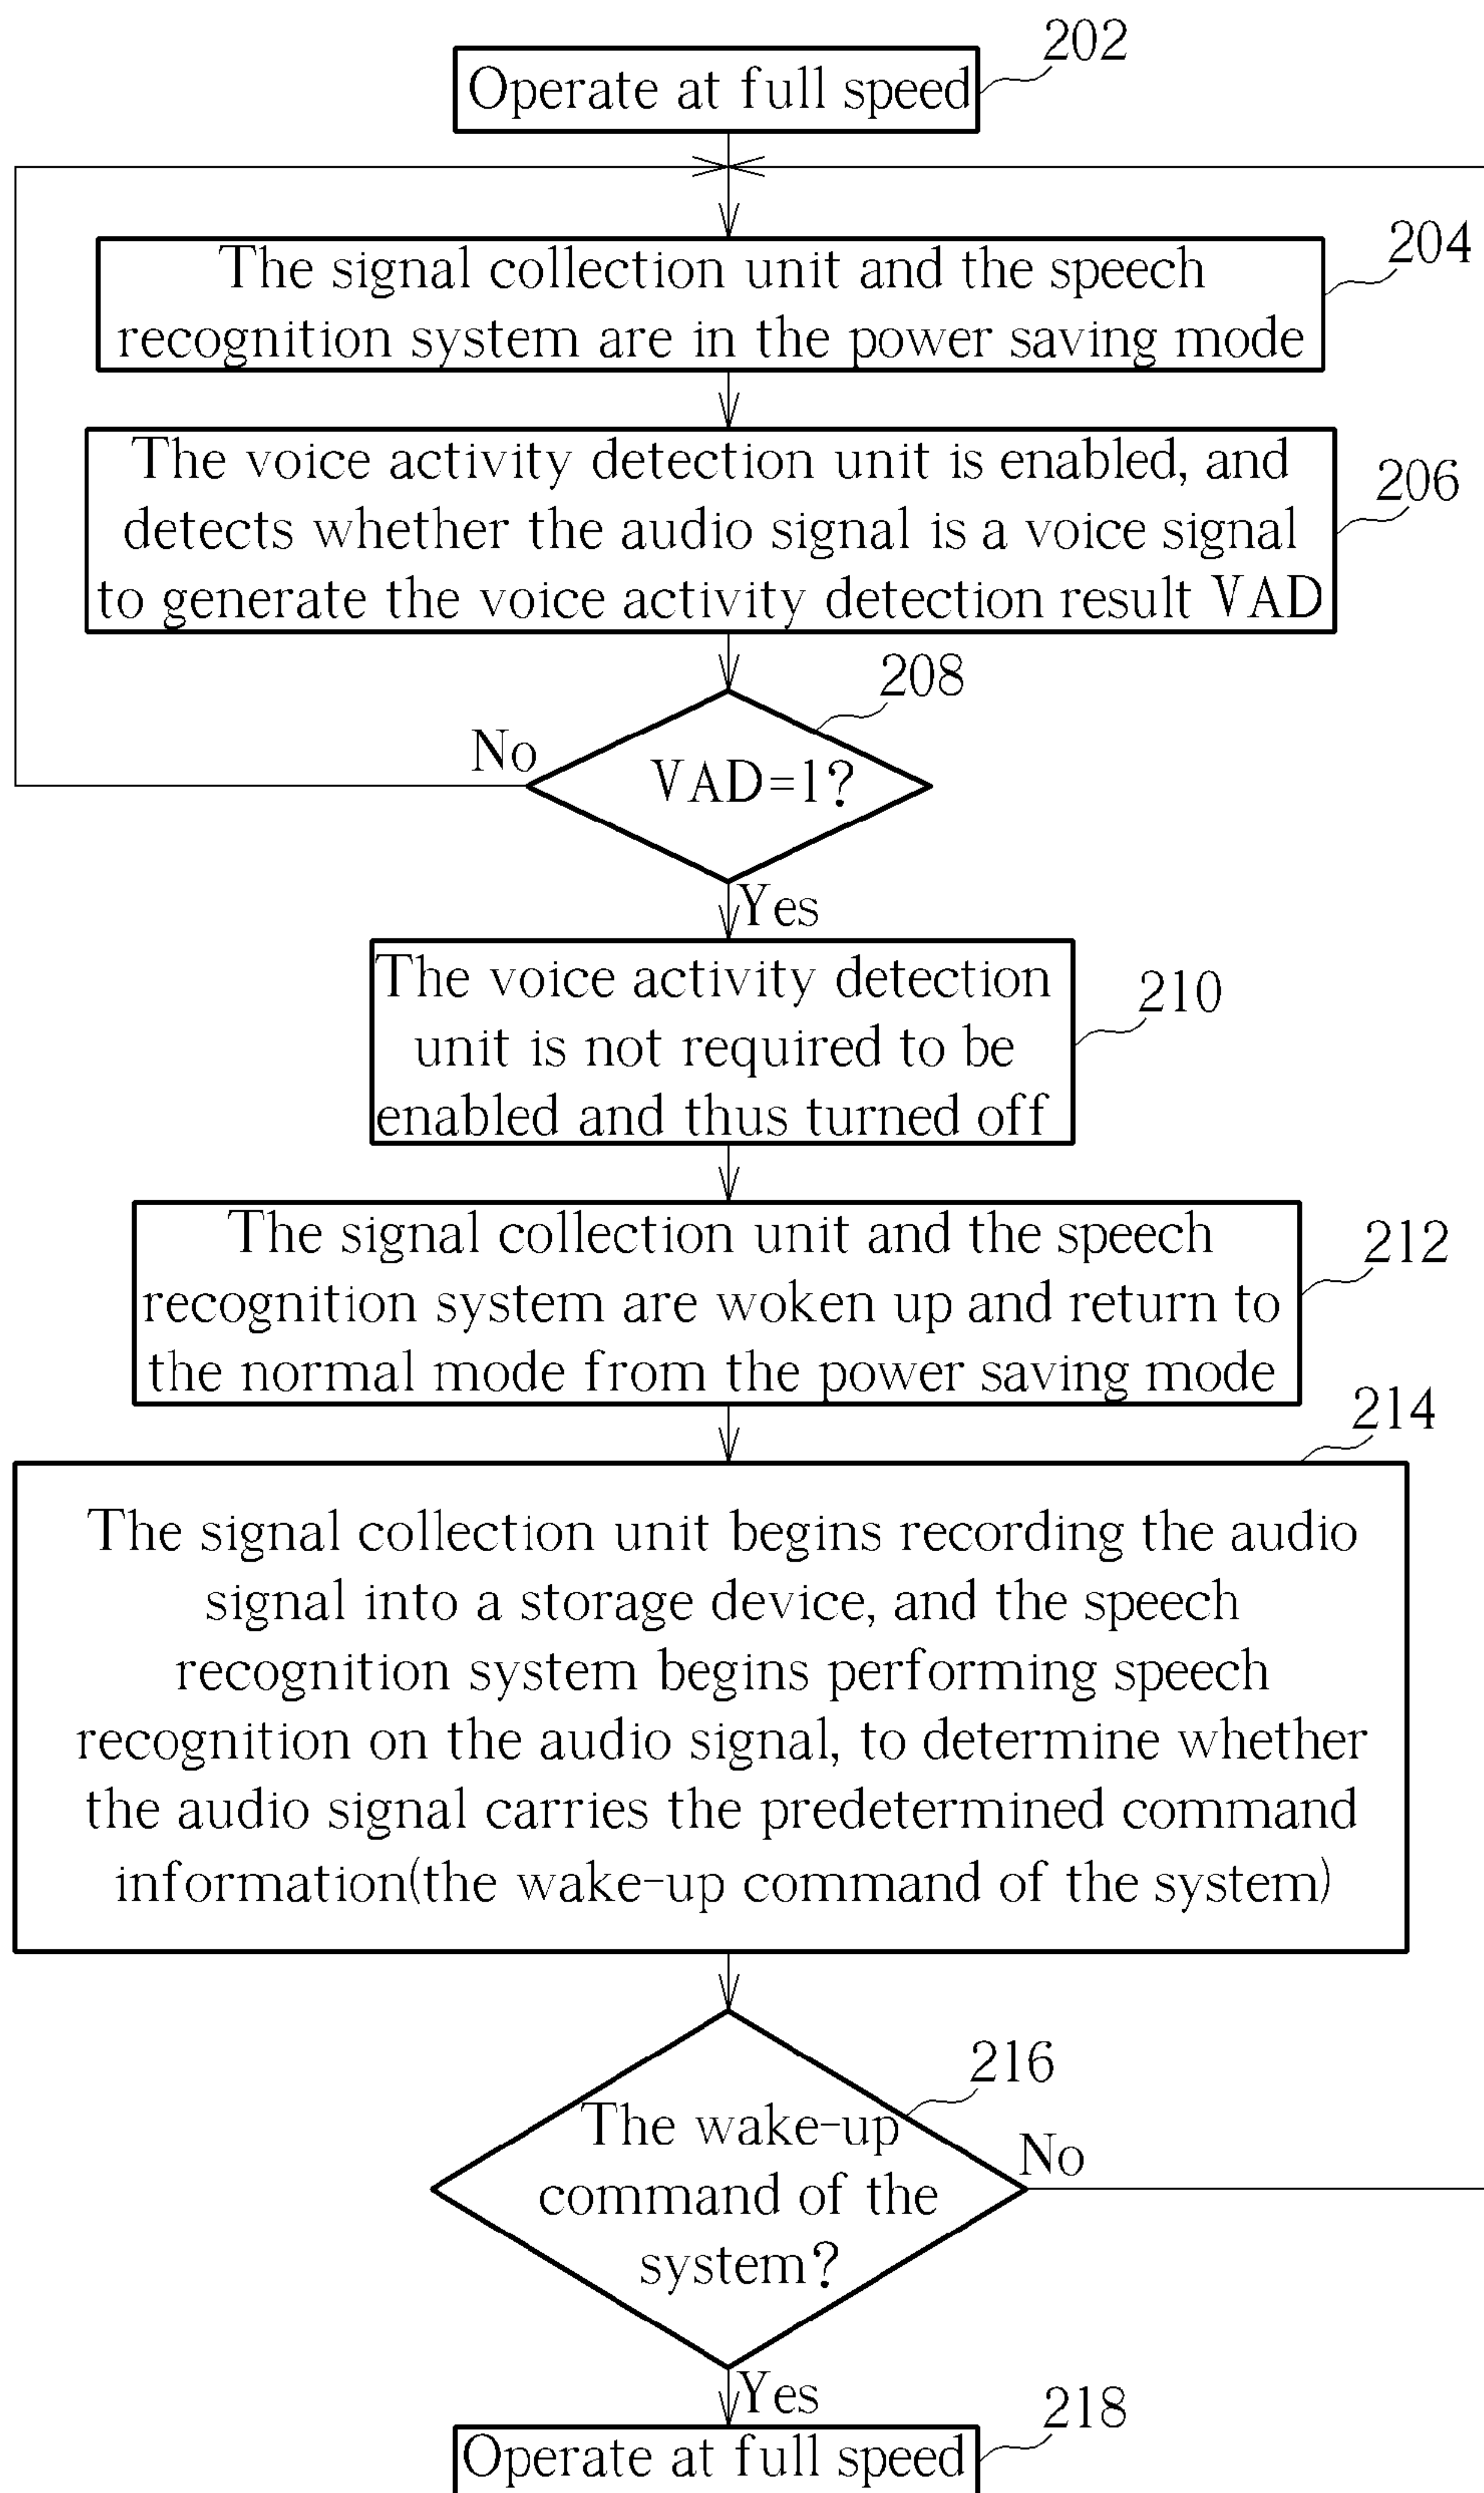 202
Operate at full speed
204
The signal collection unit and the speech
recognition system are in the power saving mode
206
The voice activity detection unit is enabled, and
detects whether the audio signal is a voice signal
to generate the voice activity detection result VAD
208
No
VAD=1?
Yes
210
The voice activity detection
unit is not required to be
enabled and thus turned off
212
The signal collection unit and the speech
recognition system are woken up and return to
the normal mode from the power saving mode
214
The signal collection unit begins recording the audio
signal into a storage device, and the speech
recognition system begins performing speech
recognition on the audio signal, to determine whether
the audio signal carries the predetermined command
information(the wake-up command of the system)
216
The wake-up
command of the
system?
No
Yes
218
Operate at full speed